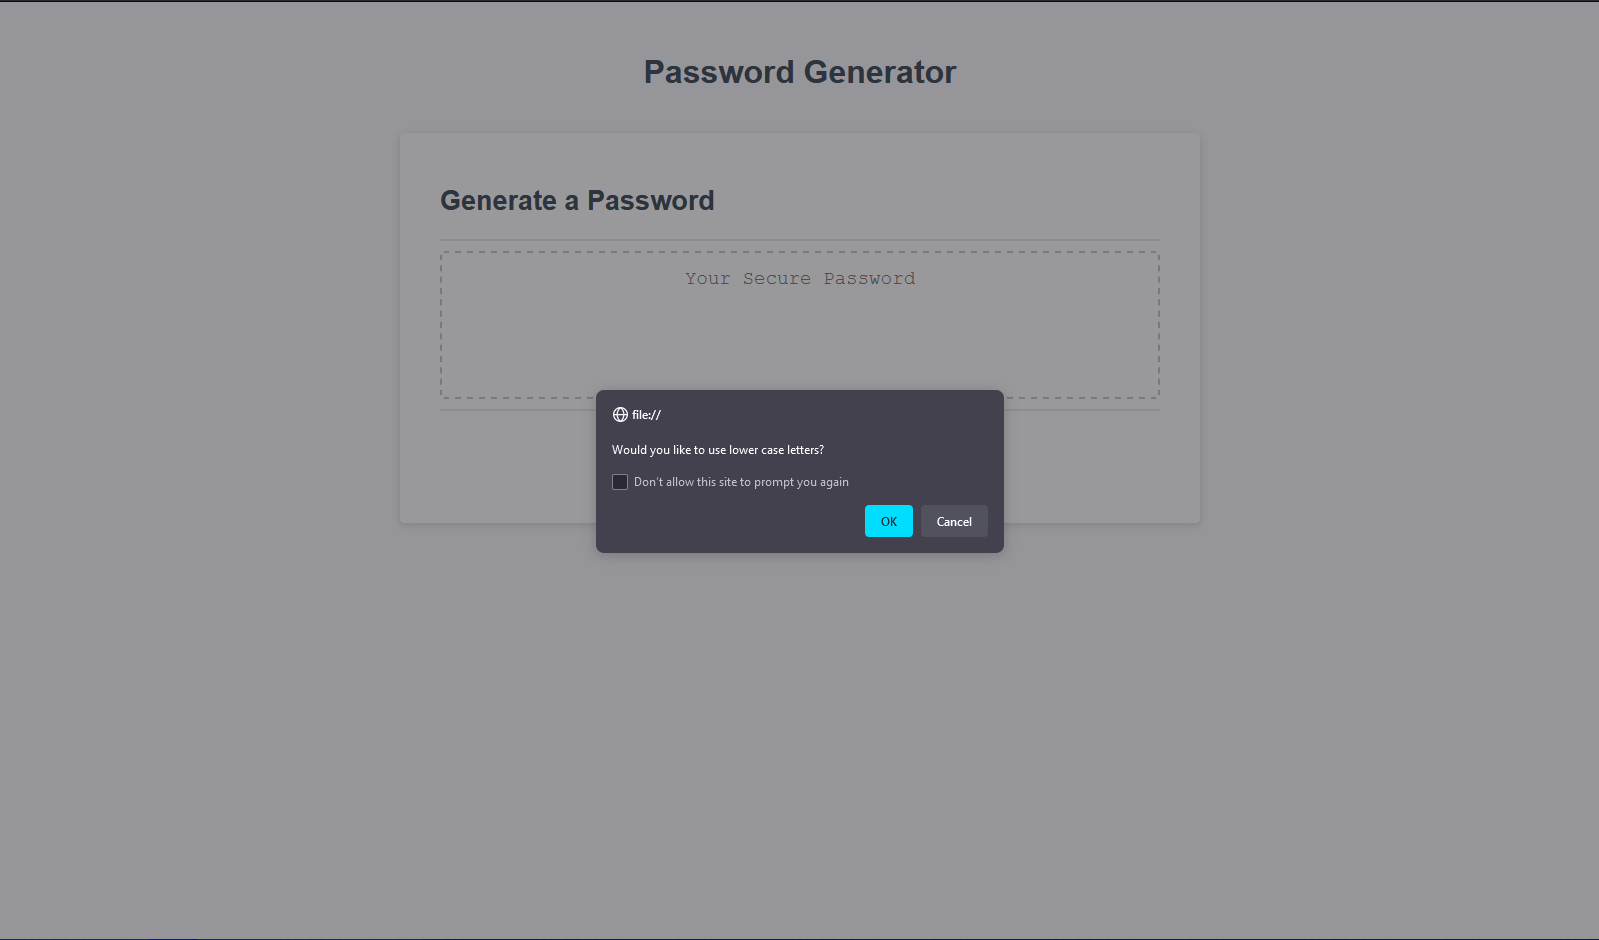 Password Generator
Generate a Password
Your Secure Password
file://
Would you like to use lower case letters?
Don't allow this site to prompt you again
OK
Cancel